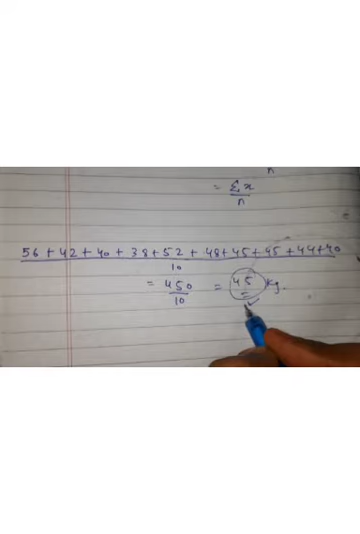 n
= Σx
n
56 + 42 + 40 + 38 + 52 + 48 + 45 + 45 + 44 + 40
10
= 450 = 45 kg.
10